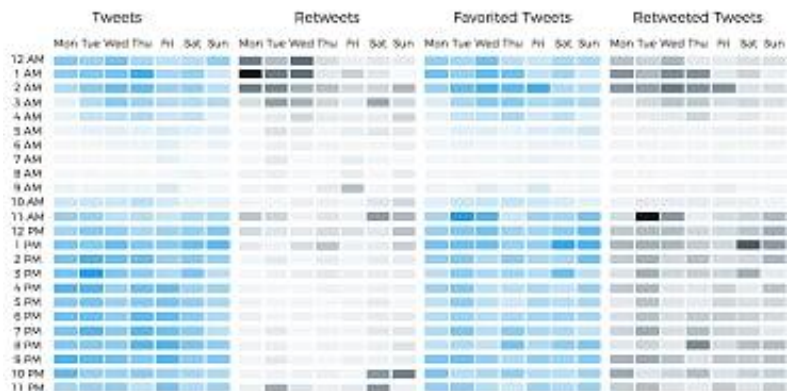 Tweets Retweets Favorited Tweets Retweeted Tweets
Mon Tue Wed Thu Fri Sat Sun Mon Tue Wed Thu Fri Sat Sun Mon Tue Wed Thu Fri Sat Sun Mon Tue Wed Thu Fri Sat Sun
12 AM
1 AM
2 AM
3 AM
4 AM
5 AM
6 AM
7 AM
8 AM
9 AM
10 AM
11 AM
12 PM
1 PM
2 PM
3 PM
4 PM
5 PM
6 PM
7 PM
8 PM
9 PM
10 PM
11 PM